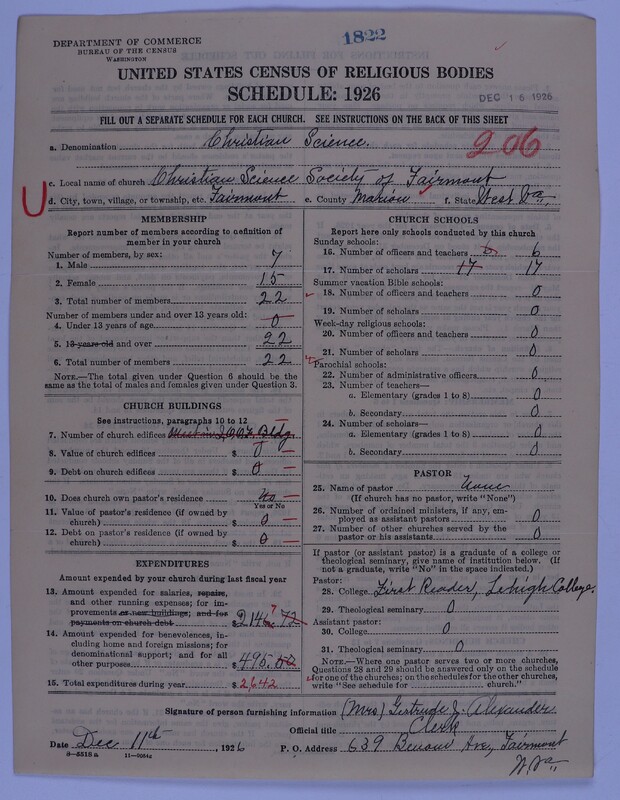 1822
DEPARTMENT OF COMMERCE
BUREAU OF THE CENSUS
WASHINGTON
UNITED STATES CENSUS OF RELIGIOUS BODIES
SCHEDULE: 1926
DEC 16 1926
FILL OUT A SEPARATE SCHEDULE FOR EACH CHURCH. SEE INSTRUCTIONS ON THE BACK OF THIS SHEET
a. Denomination Christian Science.
206
c. Local name of church Christian Science Society of Fairmont
d. City, town, village, or township, etc. Fairmont e. County Marion f. State West Va.
MEMBERSHIP
Report number of members according to definition of
member in your church
Number of members, by sex:
1. Male 7
2. Female 15
3. Total number of members 22
Number of members under and over 13 years old:
4. Under 13 years of age 0
5. 13 years old and over 22
6. Total number of members 22
NOTE.—The total given under Question 6 should be the
same as the total of males and females given under Question 3.
CHURCH BUILDINGS
See instructions, paragraphs 10 to 12
7. Number of church edifices Meet in I.O.O.F. Bldg.
8. Value of church edifices $ 0
9. Debt on church edifices $ 0
10. Does church own pastor's residence No
Yes or No
11. Value of pastor's residence (if owned by
church) $ 0
12. Debt on pastor's residence (if owned by
church) $ 0
EXPENDITURES
Amount expended by your church during last fiscal year
13. Amount expended for salaries, repairs,
and other running expenses; for im-
provements or new buildings; and for
payments on church debt $ 2146.72
14. Amount expended for benevolences,
including home and foreign missions; for
denominational support; and for all
other purposes $ 495.00
15. Total expenditures during year $ 2642
CHURCH SCHOOLS
Report here only schools conducted by this church
Sunday schools:
16. Number of officers and teachers 6 6
17. Number of scholars 17 17
Summer vacation Bible schools:
18. Number of officers and teachers 0
19. Number of scholars 0
Week-day religious schools:
20. Number of officers and teachers 0
21. Number of scholars 0
Parochial schools:
22. Number of administrative officers 0
23. Number of teachers—
a. Elementary (grades 1 to 8) 0
b. Secondary 0
24. Number of scholars—
a. Elementary (grades 1 to 8) 0
b. Secondary 0
PASTOR
25. Name of pastor None
(If church has no pastor, write "None")
26. Number of ordained ministers, if any, em-
ployed as assistant pastors 0
27. Number of other churches served by the
pastor or his assistants 0
If pastor (or assistant pastor) is a graduate of a college or
theological seminary, give name of institution below. (If
not a graduate, write "No" in the space indicated.)
Pastor:
28. College First Reader, Lehigh College.
29. Theological seminary 0
Assistant pastor:
30. College 0
31. Theological seminary 0
NOTE.—Where one pastor serves two or more churches,
Questions 28 and 29 should be answered only on the schedule
for one of the churches; on the schedules for the other churches,
write "See schedule for church."
Signature of person furnishing information (Mrs) Gertrude J. Alexander
Official title Clerk
Date Dec 11th, 1926 P. O. Address 639 Benoni Ave, Fairmont
W. Va.
8-5518a 11-9084c